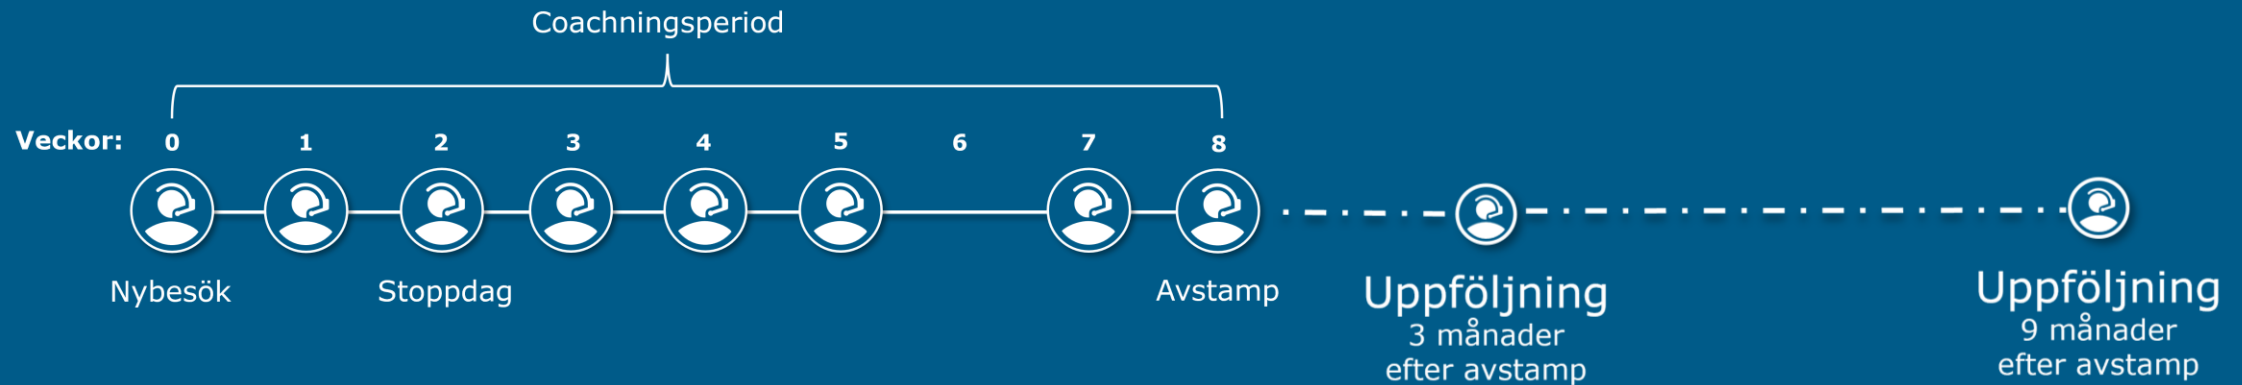 Coachningsperiod
Veckor: 0 1 2 3 4 5 6 7 8
Nybesök
Stoppdag
Avstamp
Uppföljning
3 månader
efter avstamp
Uppföljning
9 månader
efter avstamp